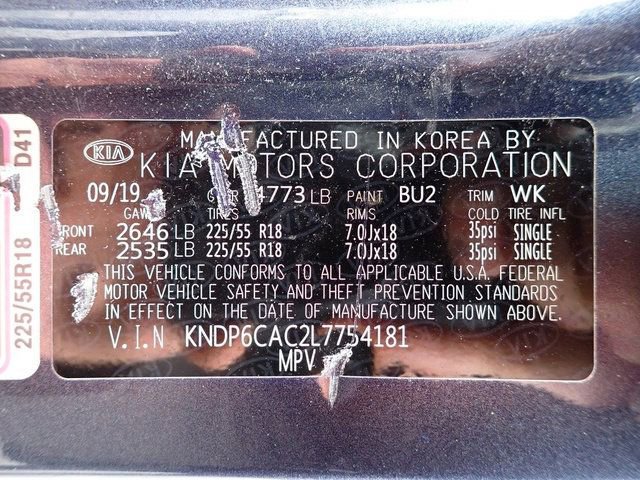 MANUFACTURED IN KOREA BY
KIA KIA MOTORS CORPORATION
09/19 4773 LB PAINT BU2 TRIM WK
GAW RIMS COLD TIRE INFL
FRONT 2646 LB 225/55 R18 7.0Jx18 35psi SINGLE
REAR 2535 LB 225/55 R18 7.0Jx18 35psi SINGLE
THIS VEHICLE CONFORMS TO ALL APPLICABLE U.S.A. FEDERAL
MOTOR VEHICLE SAFETY AND THEFT PREVENTION STANDARDS
IN EFFECT ON THE DATE OF MANUFACTURE SHOWN ABOVE.
V.I.N KNDP6CAC2L7754181
MPV
225/55R18 D41